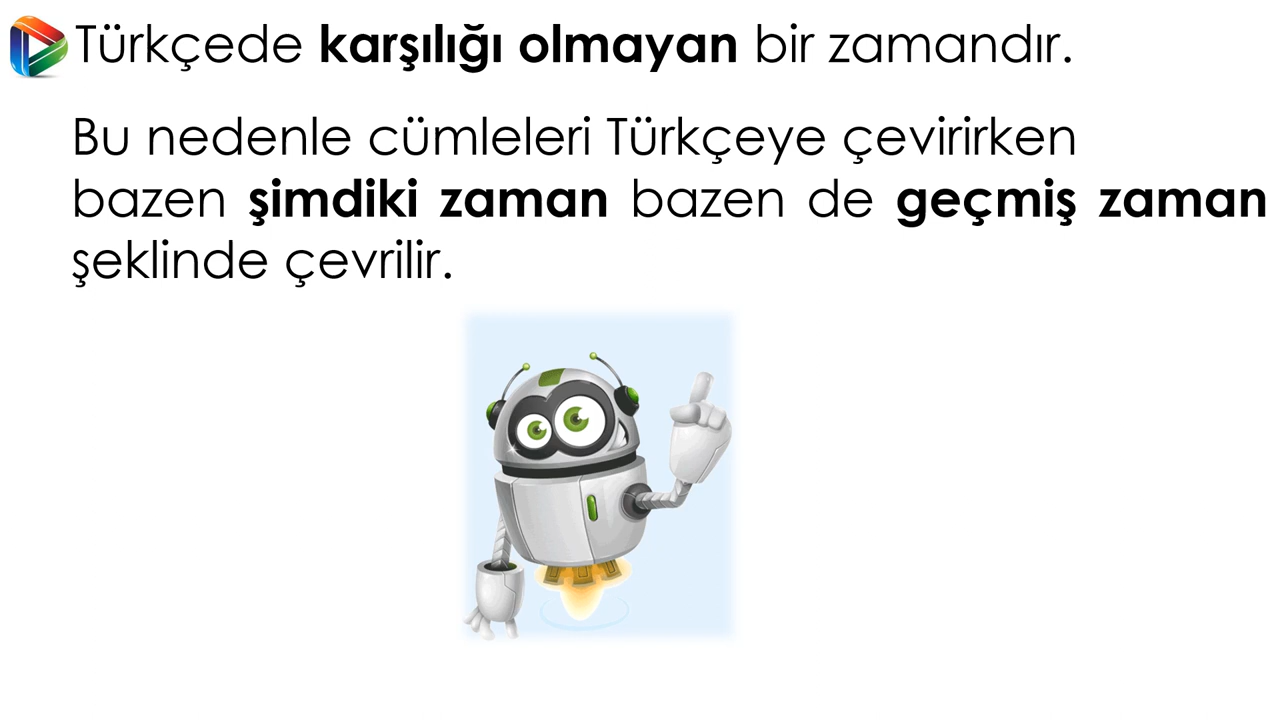 Türkçede karşılığı olmayan bir zamandır.
Bu nedenle cümleleri Türkçeye çevirirken
bazen şimdiki zaman bazen de geçmiş zaman
şeklinde çevrilir.